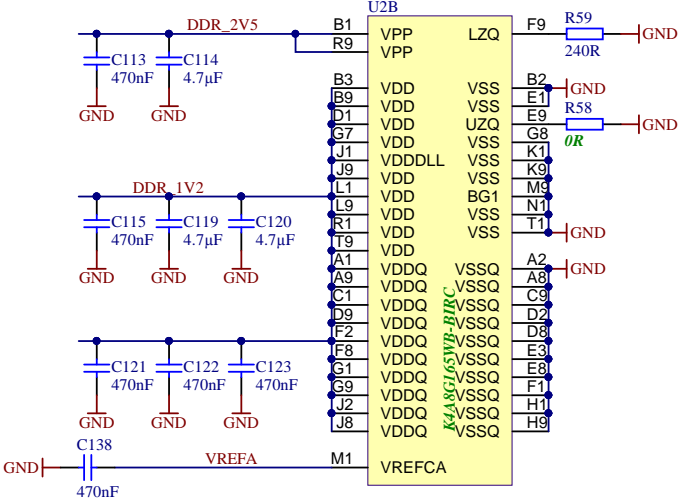 U2B
DDR_2V5 B1 VPP LZQ F9 R59 GND
R9 VPP 240R
C113 C114
470nF 4.7µF
GND GND
B3 VDD VSS B2 GND
B9 VDD VSS E1
D1 VDD UZQ E9 R58 GND
G7 VDD VSS G8 0R
J1 VDDDLL VSS K1
J9 VDD VSS K9
DDR_1V2 L1 VDD BG1 M9
L9 VDD VSS N1
R1 VDD VSS T1 GND
T9 VDD
C115 C119 C120
470nF 4.7µF 4.7µF
GND GND GND
A1 VDDQ VSSQ A2 GND
A9 VDDQ VSSQ A8
C1 VDDQ VSSQ C9
D9 VDDQ VSSQ D2
F2 VDDQ VSSQ D8
F8 VDDQ VSSQ E3
G1 VDDQ VSSQ E8
G9 VDDQ VSSQ F1
J2 VDDQ VSSQ H1
J8 VDDQ VSSQ H9
K4A8G165WB-BIRC
C121 C122 C123
470nF 470nF 470nF
GND GND GND
C138
GND VREFA M1 VREFCA
470nF